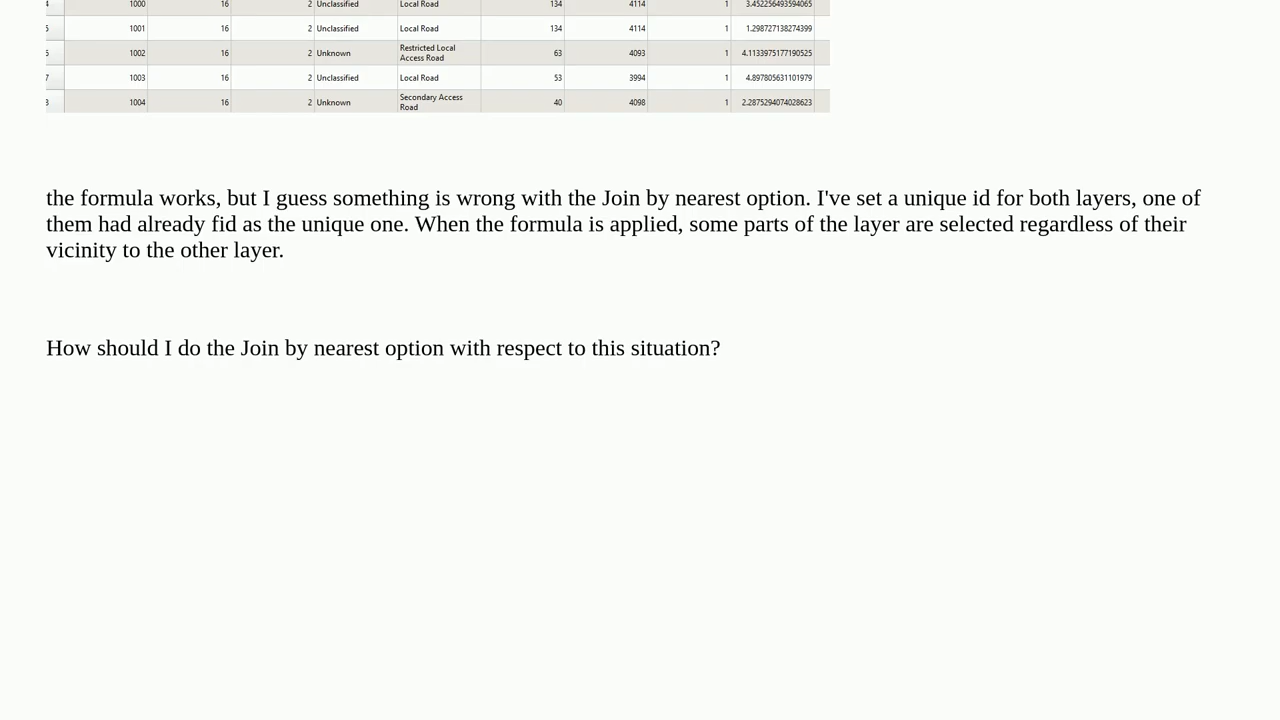 1000 16 2 Unclassified Local Road 134 4114 1 3.452256493594065
1001 16 2 Unclassified Local Road 134 4114 1 1.298727138274399
1002 16 2 Unknown Restricted Local Access Road 63 4093 1 4.1133975177190525
7 1003 16 2 Unclassified Local Road 53 3994 1 4.897805631101979
1004 16 2 Unknown Secondary Access Road 40 4098 1 2.2875294074028623
the formula works, but I guess something is wrong with the Join by nearest option. I've set a unique id for both layers, one of
them had already fid as the unique one. When the formula is applied, some parts of the layer are selected regardless of their
vicinity to the other layer.
How should I do the Join by nearest option with respect to this situation?